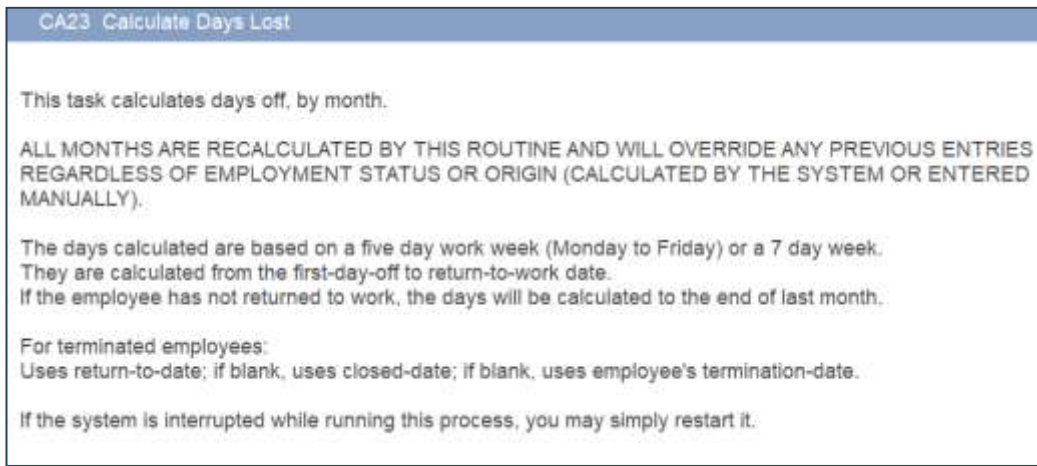 CA23 Calculate Days Lost
This task calculates days off, by month.
ALL MONTHS ARE RECALCULATED BY THIS ROUTINE AND WILL OVERRIDE ANY PREVIOUS ENTRIES
REGARDLESS OF EMPLOYMENT STATUS OR ORIGIN (CALCULATED BY THE SYSTEM OR ENTERED
MANUALLY).
The days calculated are based on a five day work week (Monday to Friday) or a 7 day week.
They are calculated from the first-day-off to return-to-work date.
If the employee has not returned to work, the days will be calculated to the end of last month.
For terminated employees:
Uses return-to-date; if blank, uses closed-date; if blank, uses employee's termination-date.
If the system is interrupted while running this process, you may simply restart it.